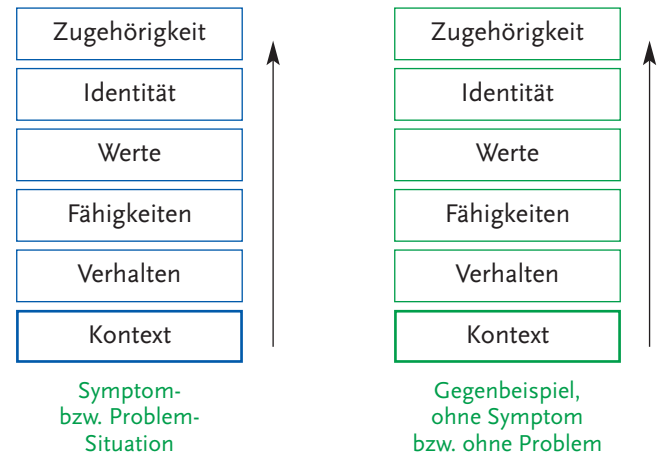 Zugehörigkeit
Identität
Werte
Fähigkeiten
Verhalten
Kontext
Symptom-
bzw. Problem-
Situation
Zugehörigkeit
Identität
Werte
Fähigkeiten
Verhalten
Kontext
Gegenbeispiel,
ohne Symptom
bzw. ohne Problem